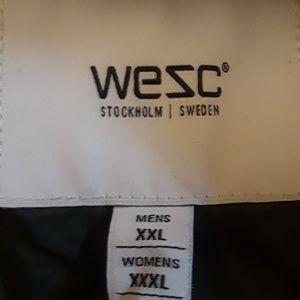 wesc®
STOCKHOLM | SWEDEN
MENS
XXL
WOMENS
XXXL